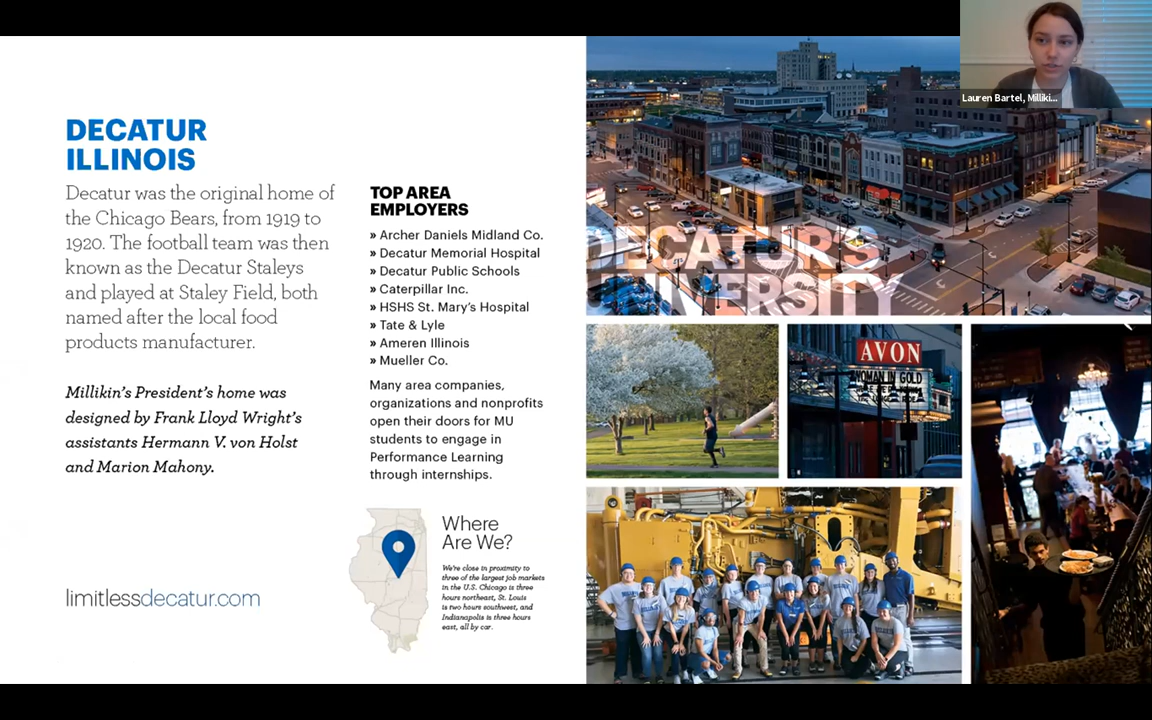 DECATUR
ILLINOIS
Decatur was the original home of
the Chicago Bears, from 1919 to
1920. The football team was then
known as the Decatur Staleys
and played at Staley Field, both
named after the local food
products manufacturer.
Millikin's President's home was
designed by Frank Lloyd Wright's
assistants Hermann V. von Holst
and Marion Mahony.
limitlessdecatur.com
TOP AREA
EMPLOYERS
» Archer Daniels Midland Co.
» Decatur Memorial Hospital
» Decatur Public Schools
» Caterpillar Inc.
» HSHS St. Mary's Hospital
» Tate & Lyle
» Ameren Illinois
» Mueller Co.
Many area companies,
organizations and nonprofits
open their doors for MU
students to engage in
Performance Learning
through internships.
Where
Are We?
We're close in proximity to
three of the largest job markets
in the U.S. Chicago is three
hours northeast, St. Louis
is two hours southwest, and
Indianapolis is three hours
east, all by car.
Lauren Bartel, Milliki...
DECATUR'S
UNIVERSITY
AVON
WOMAN IN GOLD